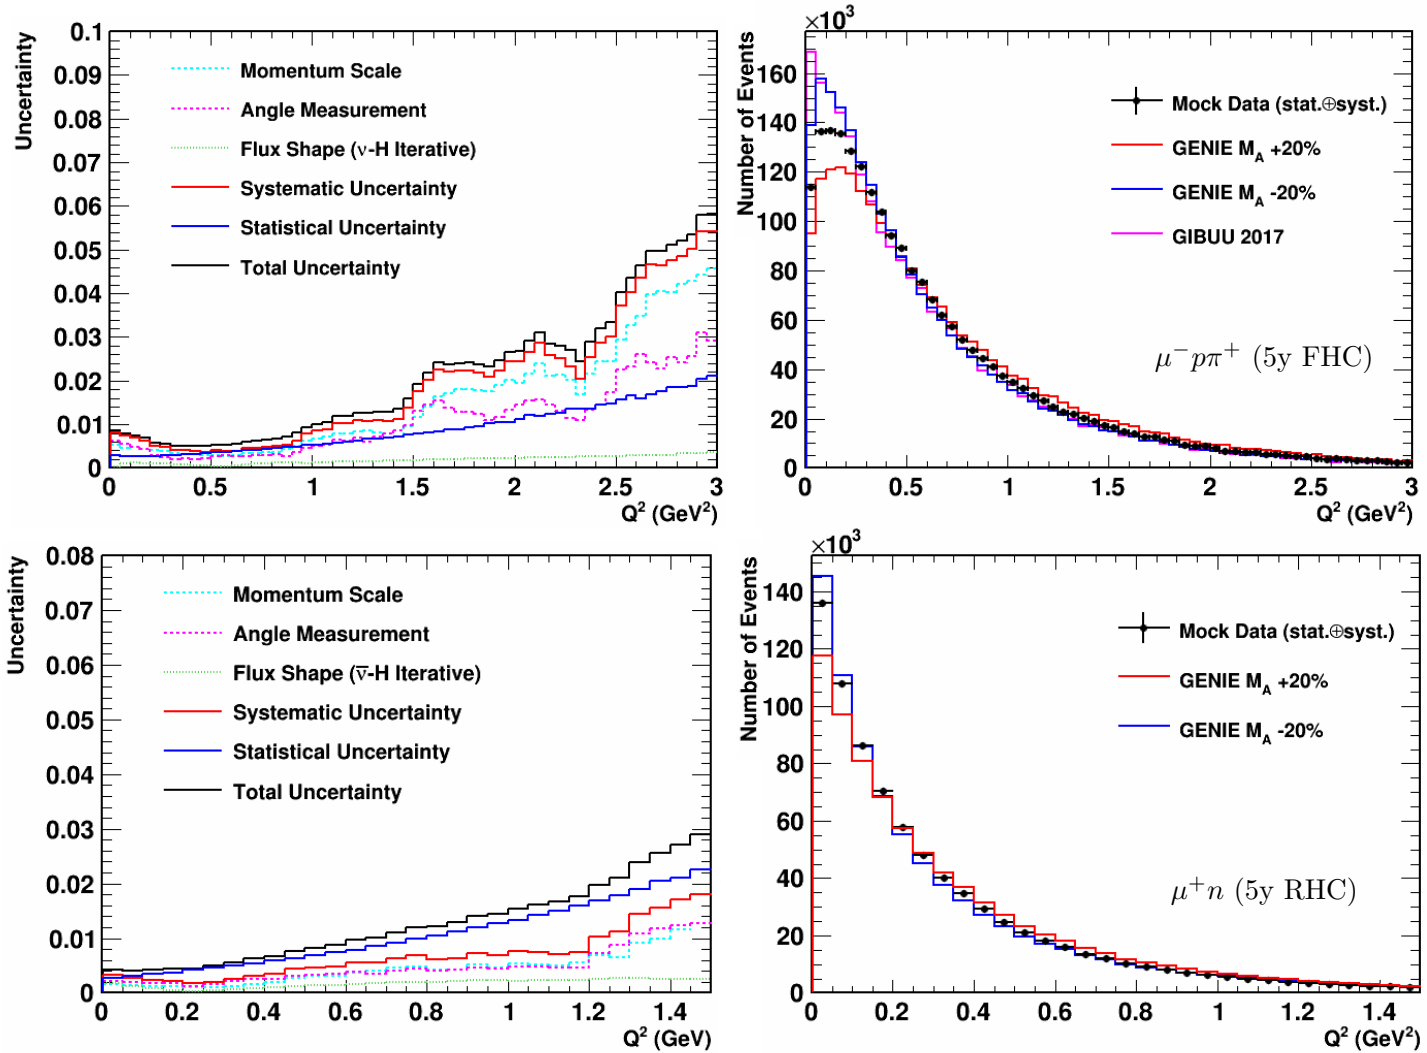 Uncertainty
0.1
0.09
0.08
0.07
0.06
0.05
0.04
0.03
0.02
0.01
0
Momentum Scale
Angle Measurement
Flux Shape (ν-H Iterative)
Systematic Uncertainty
Statistical Uncertainty
Total Uncertainty
0 0.5 1 1.5 2 2.5 3
Q² (GeV²)
×10³
Number of Events
160
140
120
100
80
60
40
20
0
Mock Data (stat.⊕syst.)
GENIE M_A +20%
GENIE M_A -20%
GIBUU 2017
μ⁻pπ⁺ (5y FHC)
0 0.5 1 1.5 2 2.5 3
Q² (GeV²)
Uncertainty
0.08
0.07
0.06
0.05
0.04
0.03
0.02
0.01
0
Momentum Scale
Angle Measurement
Flux Shape (ν̅-H Iterative)
Systematic Uncertainty
Statistical Uncertainty
Total Uncertainty
0 0.2 0.4 0.6 0.8 1 1.2 1.4
Q² (GeV)
×10³
Number of Events
140
120
100
80
60
40
20
0
Mock Data (stat.⊕syst.)
GENIE M_A +20%
GENIE M_A -20%
μ⁺n (5y RHC)
0 0.2 0.4 0.6 0.8 1 1.2 1.4
Q² (GeV²)